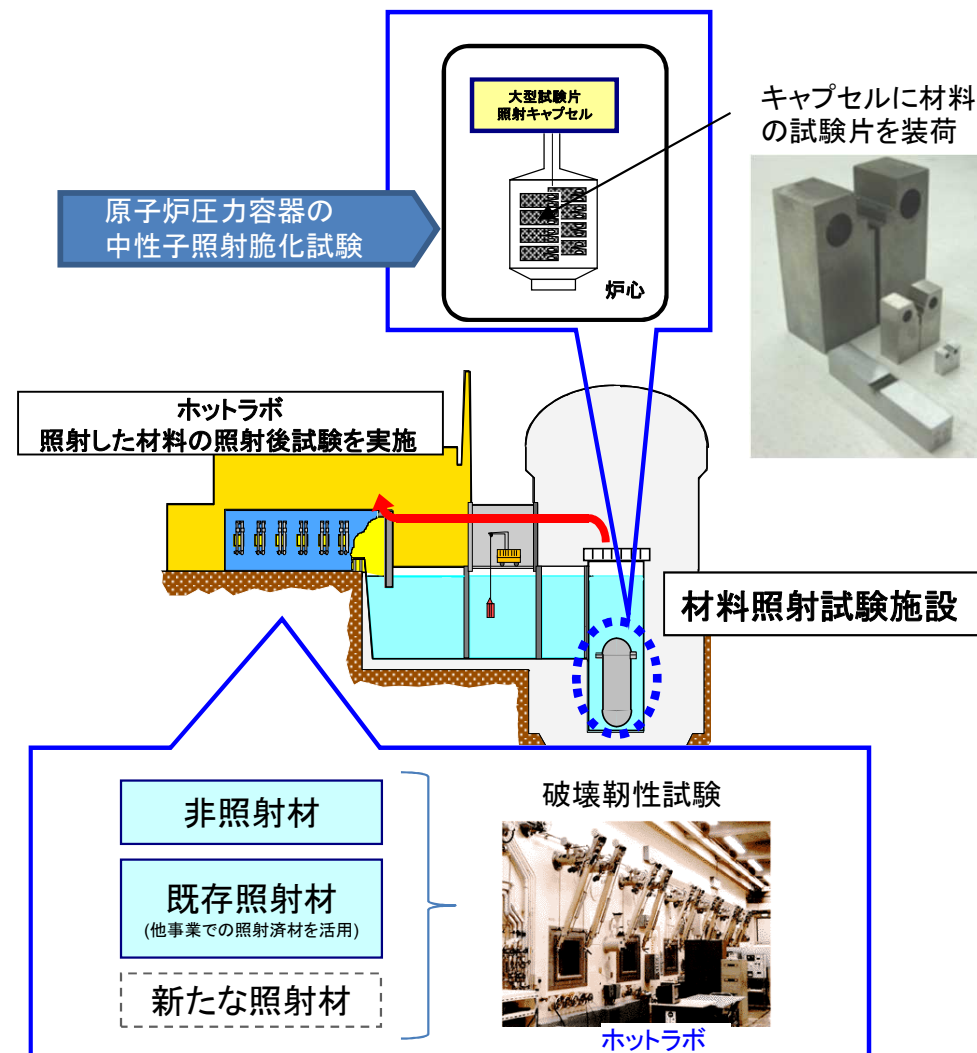 大型試験片
照射キャプセル
キャプセルに材料
の試験片を装荷
原子炉圧力容器の
中性子照射脆化試験
炉心
ホットラボ
照射した材料の照射後試験を実施
材料照射試験施設
非照射材
既存照射材
(他事業での照射済材を活用)
新たな照射材
破壊靭性試験
ホットラボ